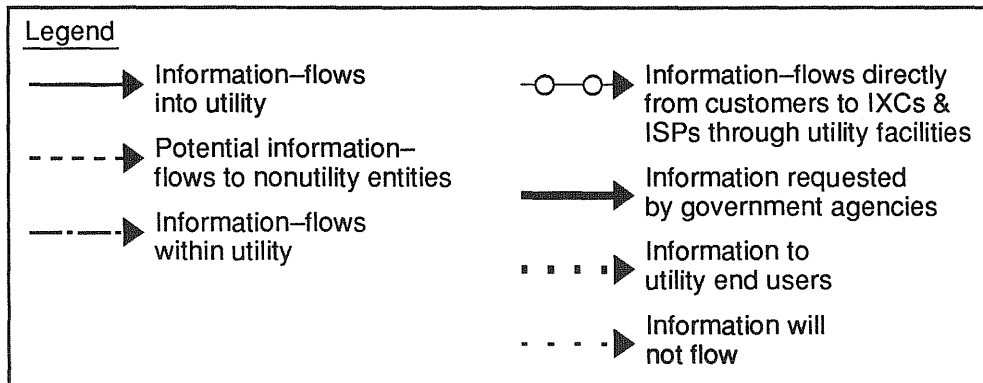 Legend
Information–flows
into utility
Potential information–
flows to nonutility entities
Information–flows
within utility
Information–flows directly
from customers to IXCs &
ISPs through utility facilities
Information requested
by government agencies
Information to
utility end users
Information will
not flow